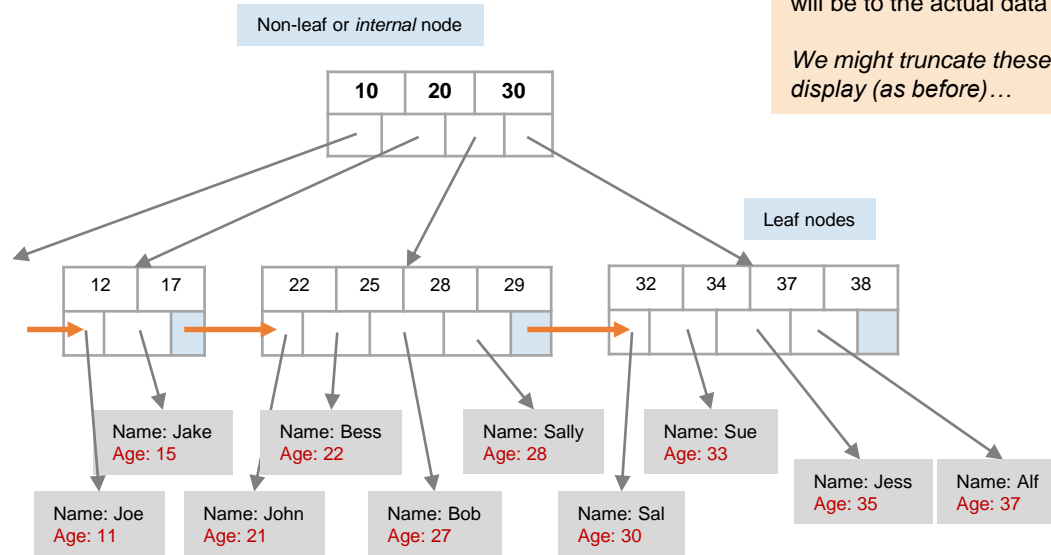 will be to the actual data
We might truncate these
display (as before)…
Non-leaf or internal node
10 20 30
Leaf nodes
12 17
22 25 28 29
32 34 37 38
Name: Jake
Age: 15
Name: Bess
Age: 22
Name: Sally
Age: 28
Name: Sue
Age: 33
Name: Jess
Age: 35
Name: Alf
Age: 37
Name: Joe
Age: 11
Name: John
Age: 21
Name: Bob
Age: 27
Name: Sal
Age: 30